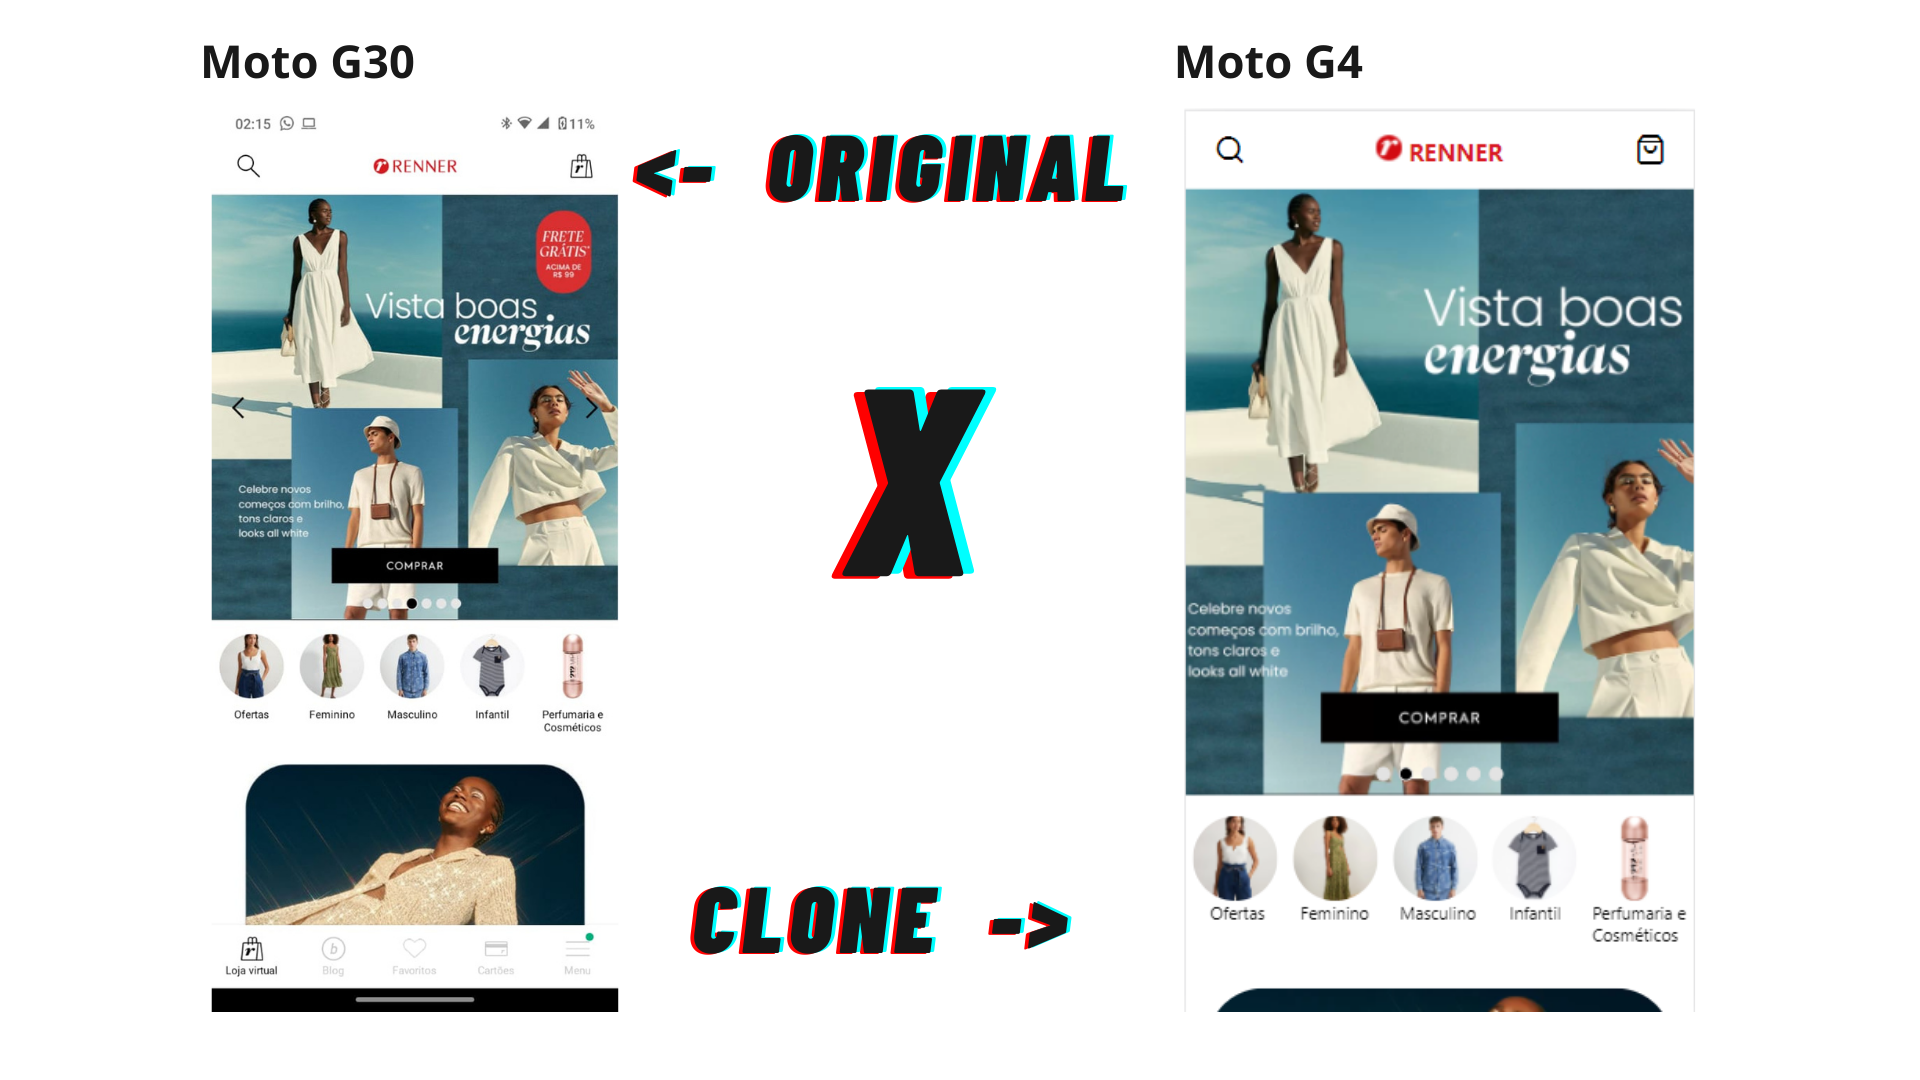 Moto G30
02:15
11%
RENNER
FRETE
GRÁTIS*
ACIMA DE
R$ 99
Vista boas
energias
Celebre novos
começos com brilho,
tons claros e
looks all white
COMPRAR
Ofertas
Feminino
Masculino
Infantil
Perfumaria e
Cosméticos
Loja virtual
Blog
Favoritos
Cartões
Menu
<- ORIGINAL
X
CLONE ->
Moto G4
RENNER
Vista boas
energias
Celebre novos
começos com brilho,
tons claros e
looks all white
COMPRAR
Ofertas
Feminino
Masculino
Infantil
Perfumaria e
Cosméticos